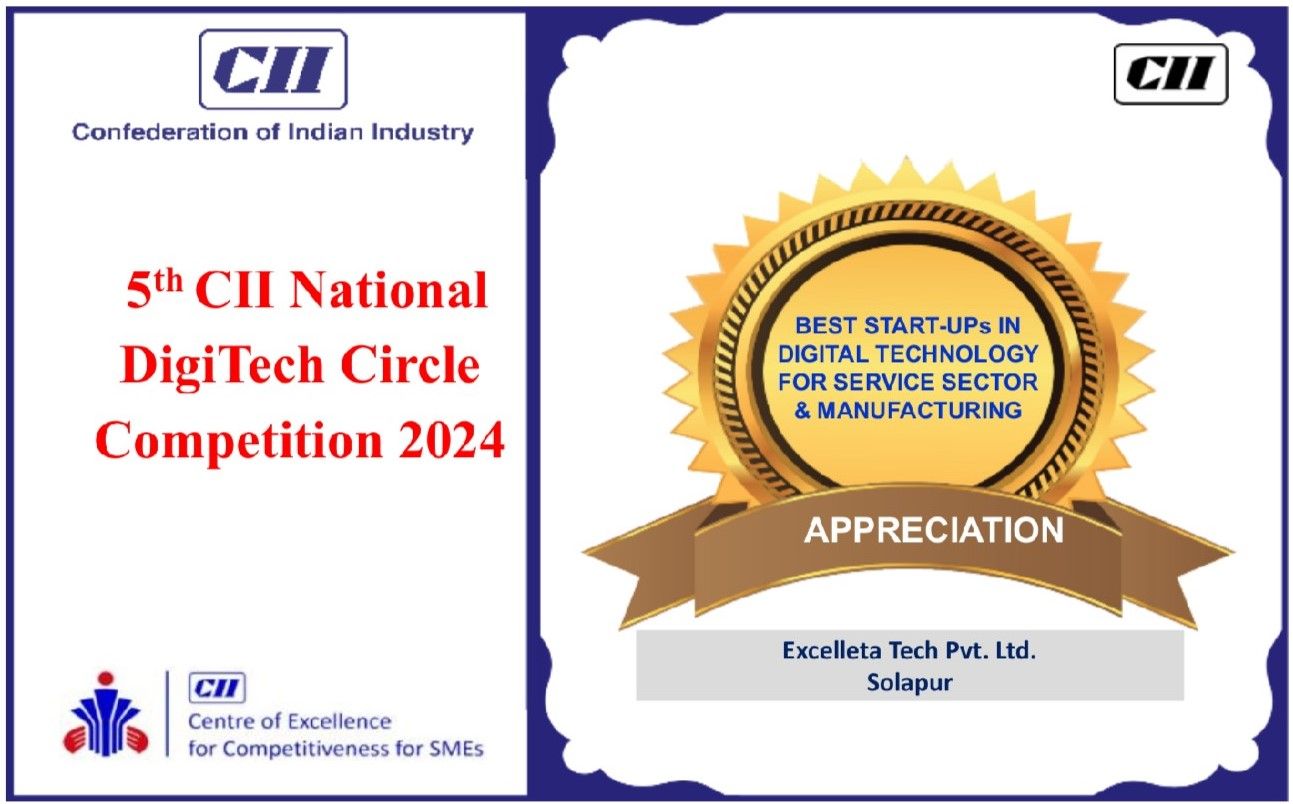 CII
Confederation of Indian Industry
5th CII National
DigiTech Circle
Competition 2024
CII
Centre of Excellence
for Competitiveness for SMEs
CII
BEST START-UPs IN
DIGITAL TECHNOLOGY
FOR SERVICE SECTOR
& MANUFACTURING
APPRECIATION
Excelleta Tech Pvt. Ltd.
Solapur